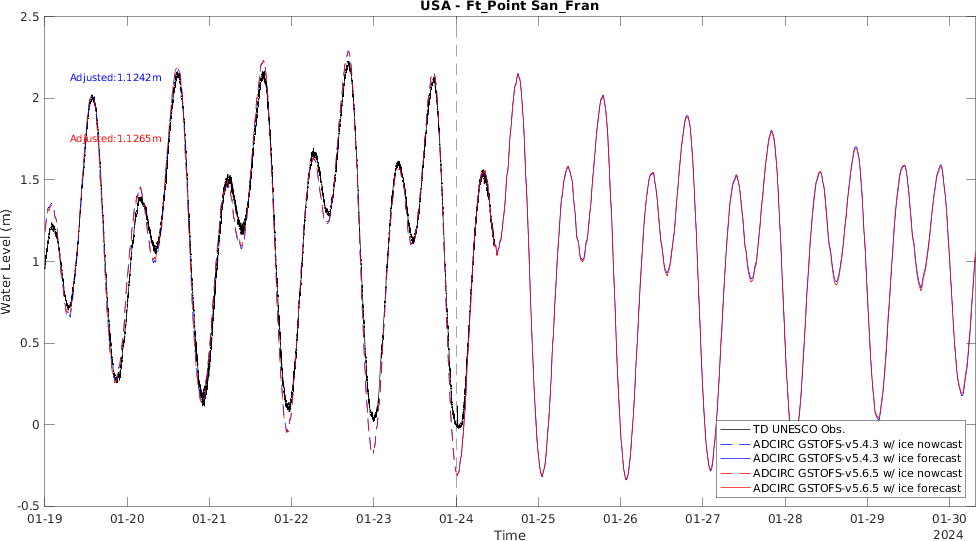 USA - Ft_Point San_Fran
2.5
2
1.5
1
0.5
0
-0.5
Water Level (m)
Adjusted:1.1242m
Adjusted:1.1265m
TD UNESCO Obs.
ADCIRC GSTOFS-v5.4.3 w/ ice nowcast
ADCIRC GSTOFS-v5.4.3 w/ ice forecast
ADCIRC GSTOFS-v5.6.5 w/ ice nowcast
ADCIRC GSTOFS-v5.6.5 w/ ice forecast
01-19 01-20 01-21 01-22 01-23 01-24 01-25 01-26 01-27 01-28 01-29 01-30
Time
2024